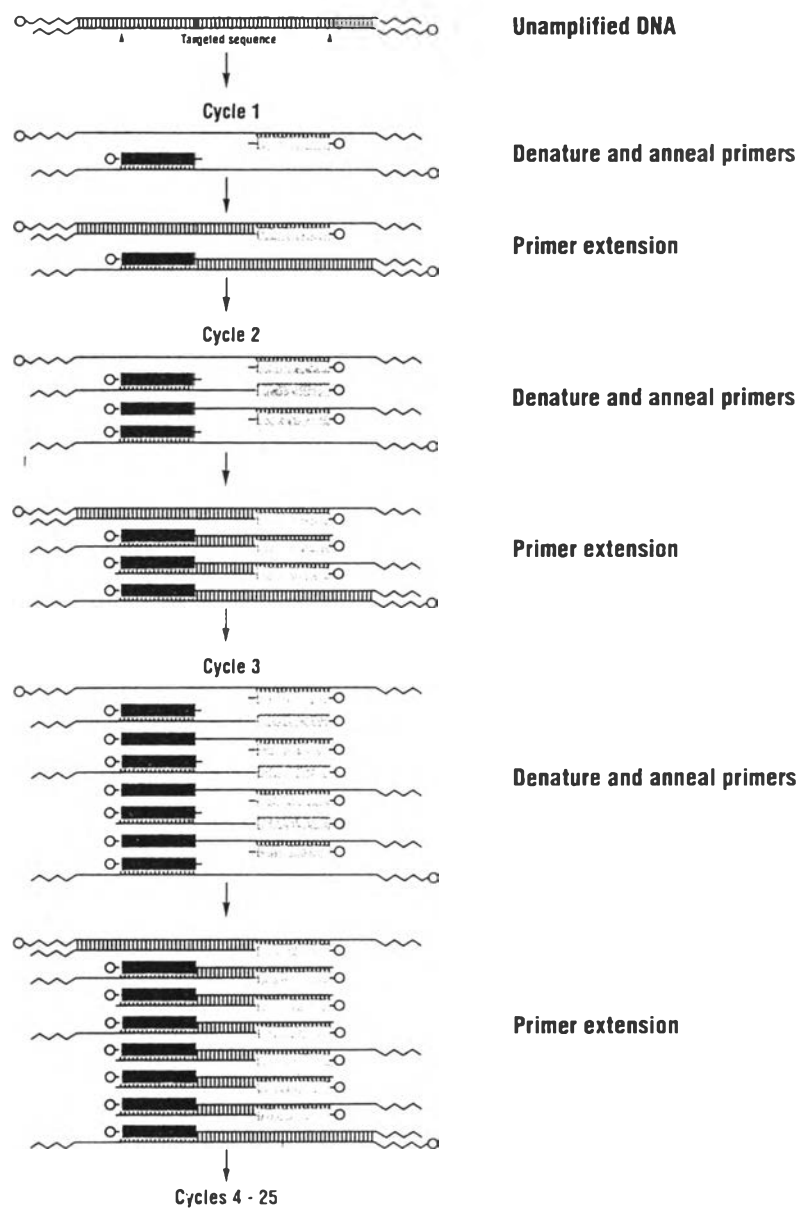 Unamplified DNA
Targeted sequence
Cycle 1
Denature and anneal primers
Primer extension
Cycle 2
Denature and anneal primers
Primer extension
Cycle 3
Denature and anneal primers
Primer extension
Cycles 4 - 25